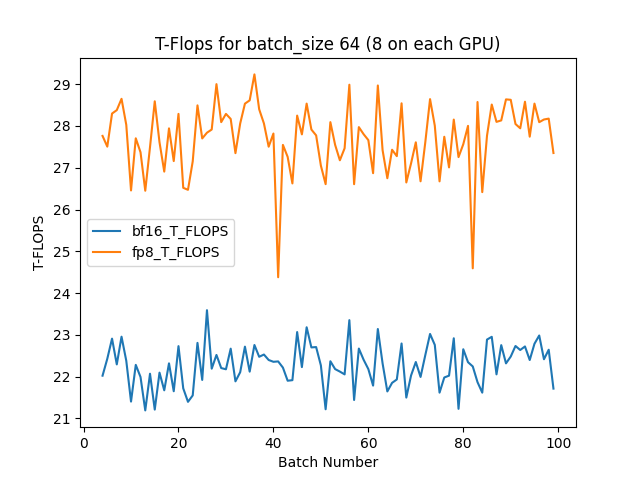 T-Flops for batch_size 64 (8 on each GPU)
29
28
27
26
25
24
23
22
21
T-FLOPS
bf16_T_FLOPS
fp8_T_FLOPS
0 20 40 60 80 100
Batch Number